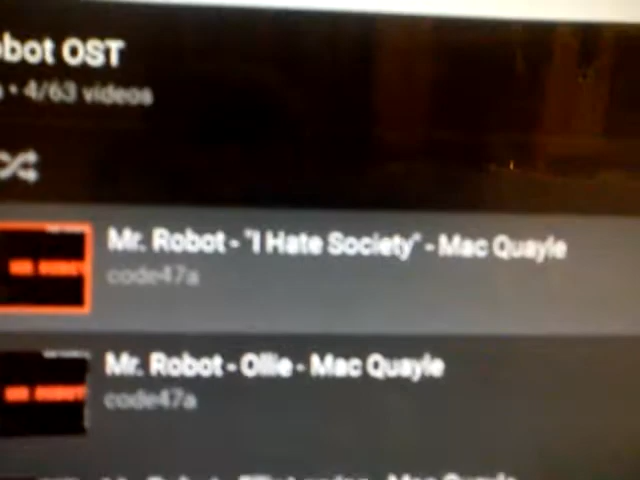 obot OST
• 4/63 videos
Mr. Robot - "I Hate Society" - Mac Quayle
code47a
Mr. Robot - Ollie - Mac Quayle
code47a